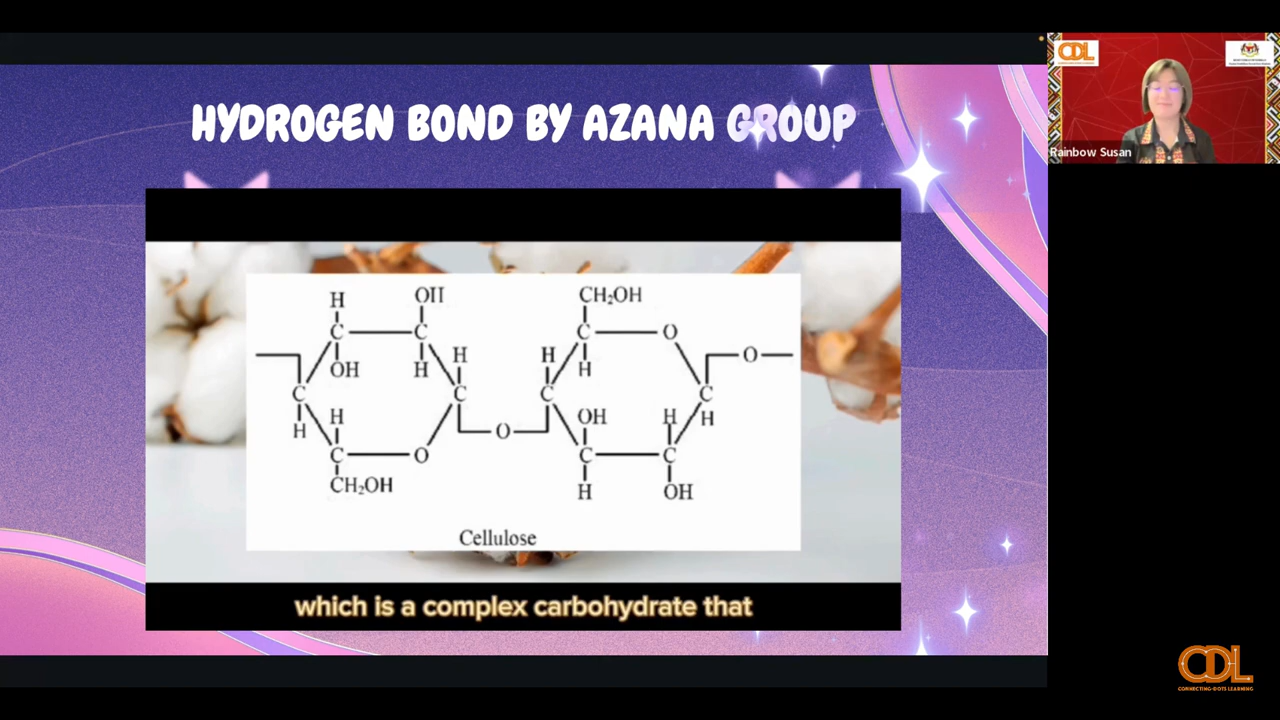 HYDROGEN BOND BY AZANA GROUP
CDL
Rainbow Susan
H
OH
CH₂OH
C
C
C
O
OH
H
H
H
H
O
C
C
C
C
H
H
OH
H
H
O
C
O
C
C
C
CH₂OH
H
OH
Cellulose
which is a complex carbohydrate that
CDL
CONNECTING-DOTS LEARNING